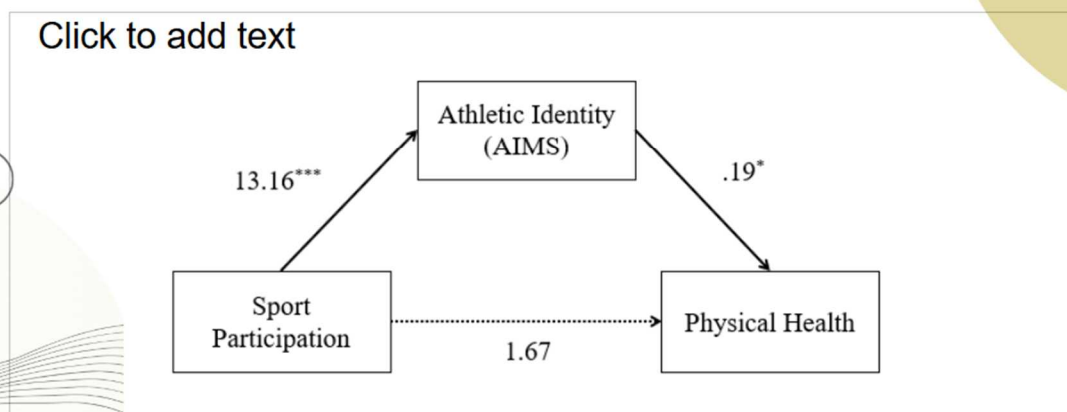 Click to add text
Athletic Identity
(AIMS)
13.16***
.19*
Sport
Participation
Physical Health
1.67